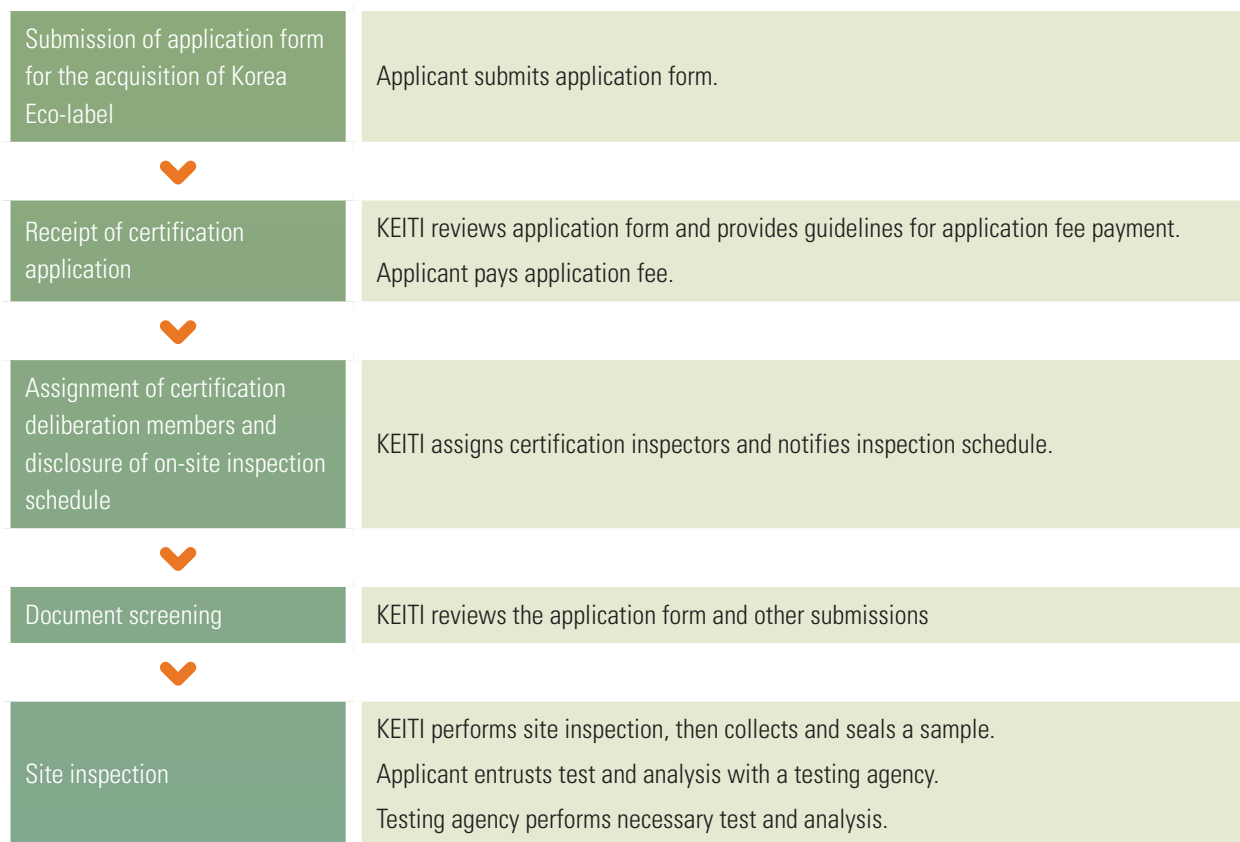 Submission of application form
for the acquisition of Korea
Eco-label
Applicant submits application form.
Receipt of certification
application
KEITI reviews application form and provides guidelines for application fee payment.
Applicant pays application fee.
Assignment of certification
deliberation members and
disclosure of on-site inspection
schedule
KEITI assigns certification inspectors and notifies inspection schedule.
Document screening
KEITI reviews the application form and other submissions
Site inspection
KEITI performs site inspection, then collects and seals a sample.
Applicant entrusts test and analysis with a testing agency.
Testing agency performs necessary test and analysis.